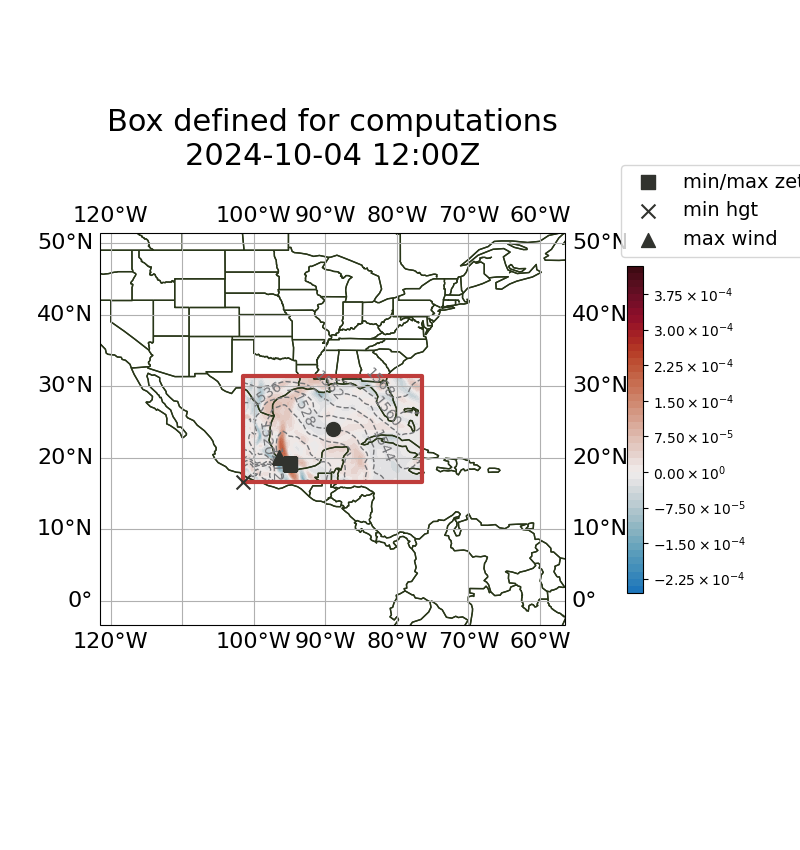 Box defined for computations
2024-10-04 12:00Z
min/max zet
min hgt
max wind
120°W 100°W 90°W 80°W 70°W 60°W
50°N 50°N
40°N 40°N
30°N 30°N
20°N 20°N
10°N 10°N
0° 0°
120°W 100°W 90°W 80°W 70°W 60°W
1536
1528
3.75 × 10⁻⁴
3.00 × 10⁻⁴
2.25 × 10⁻⁴
1.50 × 10⁻⁴
7.50 × 10⁻⁵
0.00 × 10⁰
−7.50 × 10⁻⁵
−1.50 × 10⁻⁴
−2.25 × 10⁻⁴